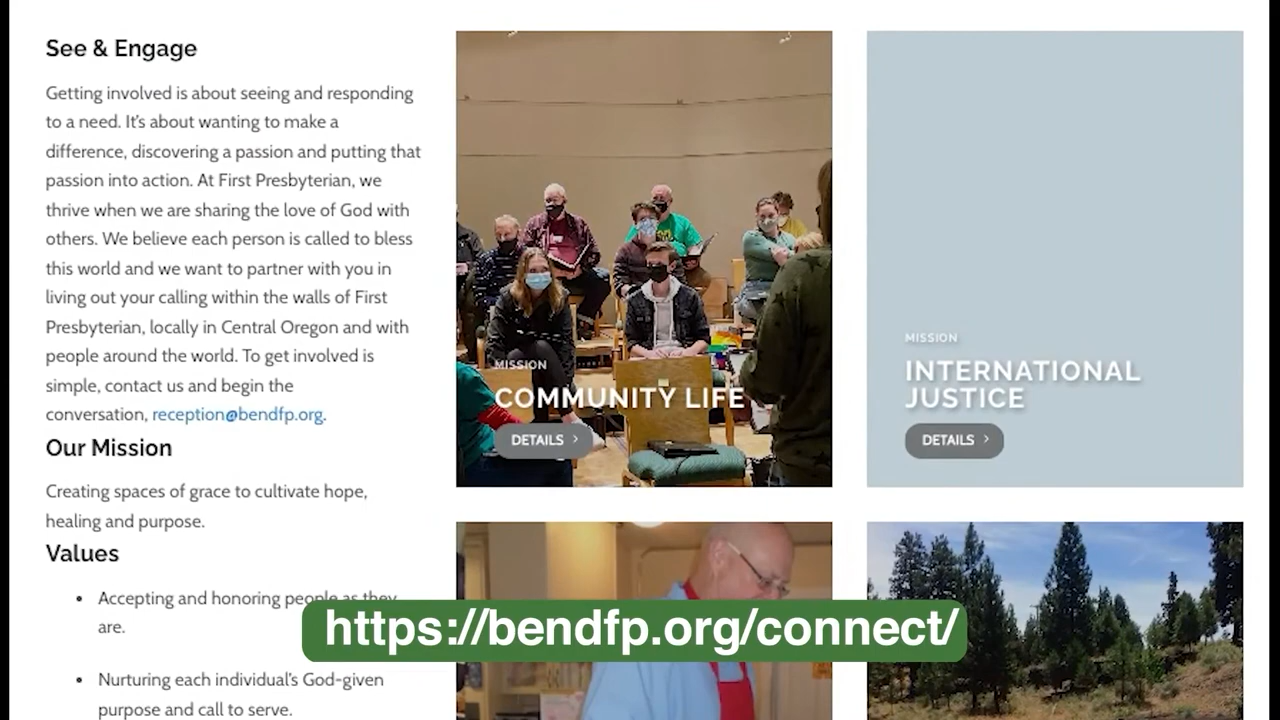 See & Engage
Getting involved is about seeing and responding
to a need. It's about wanting to make a
difference, discovering a passion and putting that
passion into action. At First Presbyterian, we
thrive when we are sharing the love of God with
others. We believe each person is called to bless
this world and we want to partner with you in
living out your calling within the walls of First
Presbyterian, locally in Central Oregon and with
people around the world. To get involved is
simple, contact us and begin the
conversation, reception@bendfp.org.
Our Mission
Creating spaces of grace to cultivate hope,
healing and purpose.
Values
• Accepting and honoring people as they
are.
• Nurturing each individual's God-given
purpose and call to serve.
MISSION
COMMUNITY LIFE
DETAILS >
MISSION
INTERNATIONAL
JUSTICE
DETAILS >
https://bendfp.org/connect/